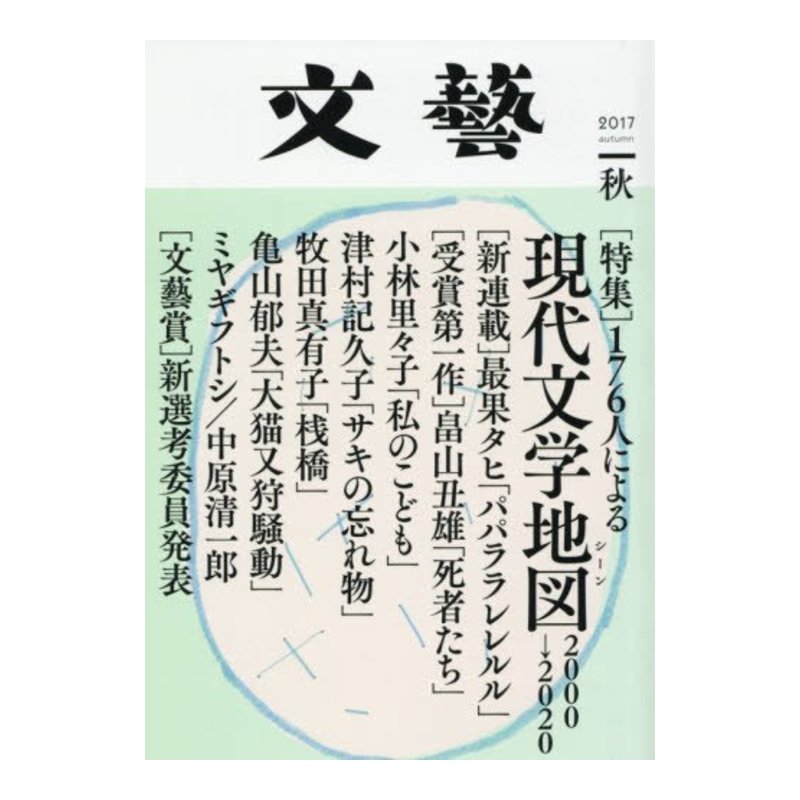 文藝
2017
autumn
秋
[特集]176人による
現代文学地図
シーン
2000→2020
[新連載]最果タヒ「パパララレレルル」
[受賞第一作]畠山丑雄「死者たち」
小林里々子「私のこども」
津村記久子「サキの忘れ物」
牧田真有子「桟橋」
亀山郁夫「大猫又狩騒動」
ミヤギフトシ/中原清一郎
[文藝賞]新選考委員発表